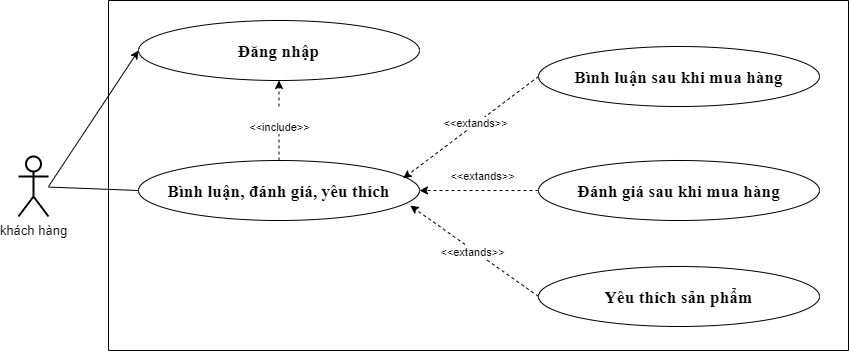 Đăng nhập
Bình luận sau khi mua hàng
<<extands>>
<<include>>
<<extands>>
Bình luận, đánh giá, yêu thích
Đánh giá sau khi mua hàng
khách hàng
<<extands>>
Yêu thích sản phẩm